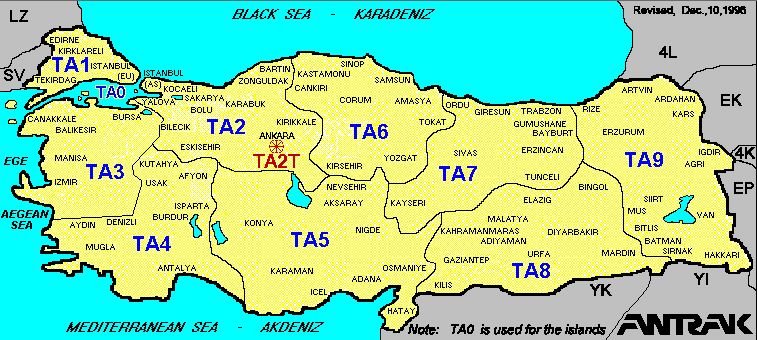 LZ
BLACK SEA - KARADENIZ
Revised, Dec.,10,1996
EDIRNE
KIRKLARELI
TA1
ISTANBUL
(EU)
TEKIRDAG
SV
TA0
ISTANBUL
(AS)
KOCAELI
YALOVA
SAKARYA
BOLU
BURSA
BILECIK
TA2
KARABUK
ZONGULDAK
BARTIN
KASTAMONU
SINOP
CANKIRI
SAMSUN
CORUM
AMASYA
TOKAT
TA6
KIRIKKALE
ANKARA
TA2T
ESKISEHIR
KIRSEHIR
YOZGAT
ORDU
GIRESUN
TRABZON
GUMUSHANE
BAYBURT
RIZE
ARTVIN
ARDAHAN
KARS
4L
EK
4K
EP
ERZURUM
IGDIR
AGRI
TA9
SIVAS
ERZINCAN
TA7
TUNCELI
BINGOL
CANAKKALE
BALIKESIR
EGE
MANISA
TA3
IZMIR
KUTAHYA
USAK
AFYON
AEGEAN
SEA
AYDIN
DENIZLI
ISPARTA
BURDUR
MUGLA
TA4
ANTALYA
KONYA
NEVSEHIR
AKSARAY
KAYSERI
NIGDE
TA5
KARAMAN
ICEL
ADANA
OSMANIYE
HATAY
ELAZIG
MALATYA
KAHRAMANMARAS
ADIYAMAN
DIYARBAKIR
GAZIANTEP
URFA
MARDIN
KILIS
TA8
SIIRT
MUS
VAN
BITLIS
BATMAN
SIRNAK
HAKKARI
YK
YI
MEDITERRANEAN SEA - AKDENIZ
Note: TA0 is used for the islands
ANTRAK